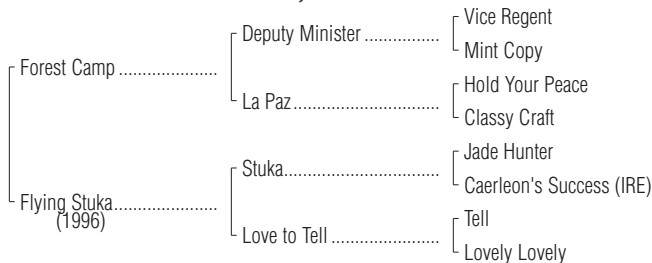 Vice Regent
Deputy Minister ................
Mint Copy
Forest Camp .....................
Hold Your Peace
La Paz ...............................
Classy Craft
Jade Hunter
Stuka .................................
Caerleon's Success (IRE)
Flying Stuka ......................
(1996)
Tell
Love to Tell .......................
Lovely Lovely